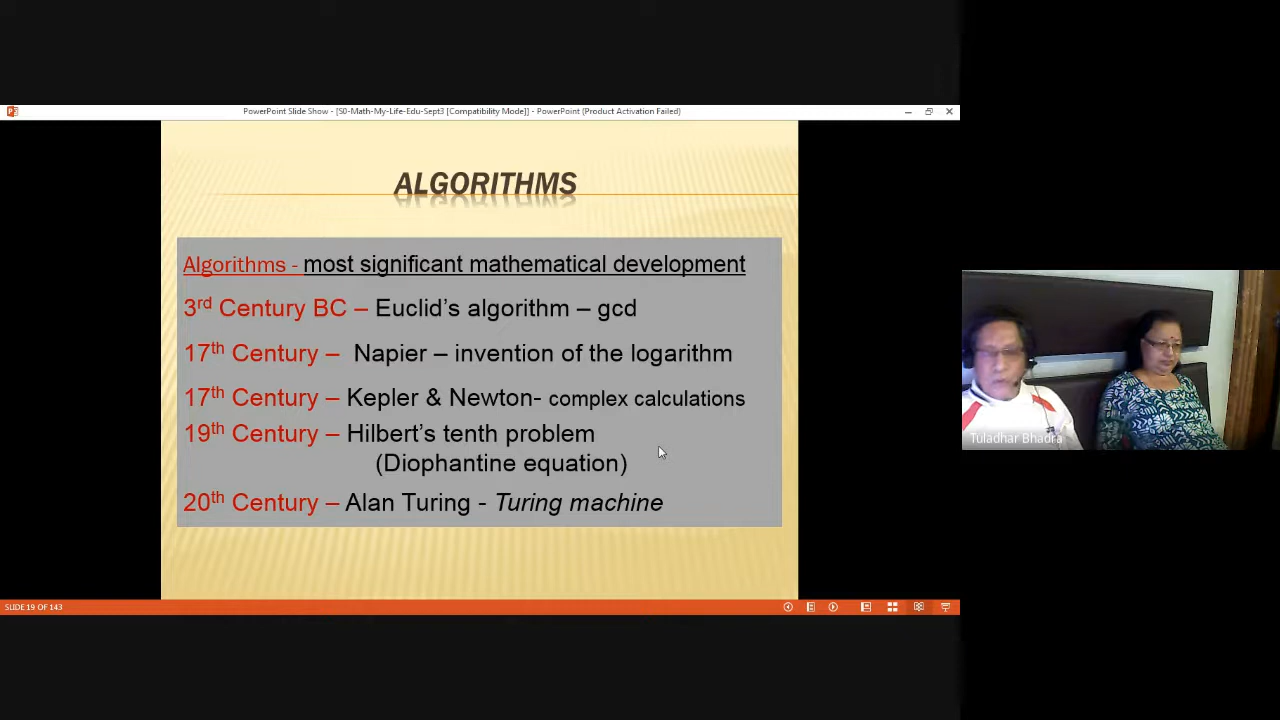 PowerPoint Slide Show - [S0-Math-My-Life-Edu-Sept3 [Compatibility Mode]] - PowerPoint (Product Activation Failed)
ALGORITHMS
Algorithms - most significant mathematical development
3rd Century BC – Euclid's algorithm – gcd
17th Century – Napier – invention of the logarithm
17th Century – Kepler & Newton- complex calculations
19th Century – Hilbert's tenth problem
(Diophantine equation)
20th Century – Alan Turing - Turing machine
Tuladhar Bhadra
SLIDE 19 OF 143